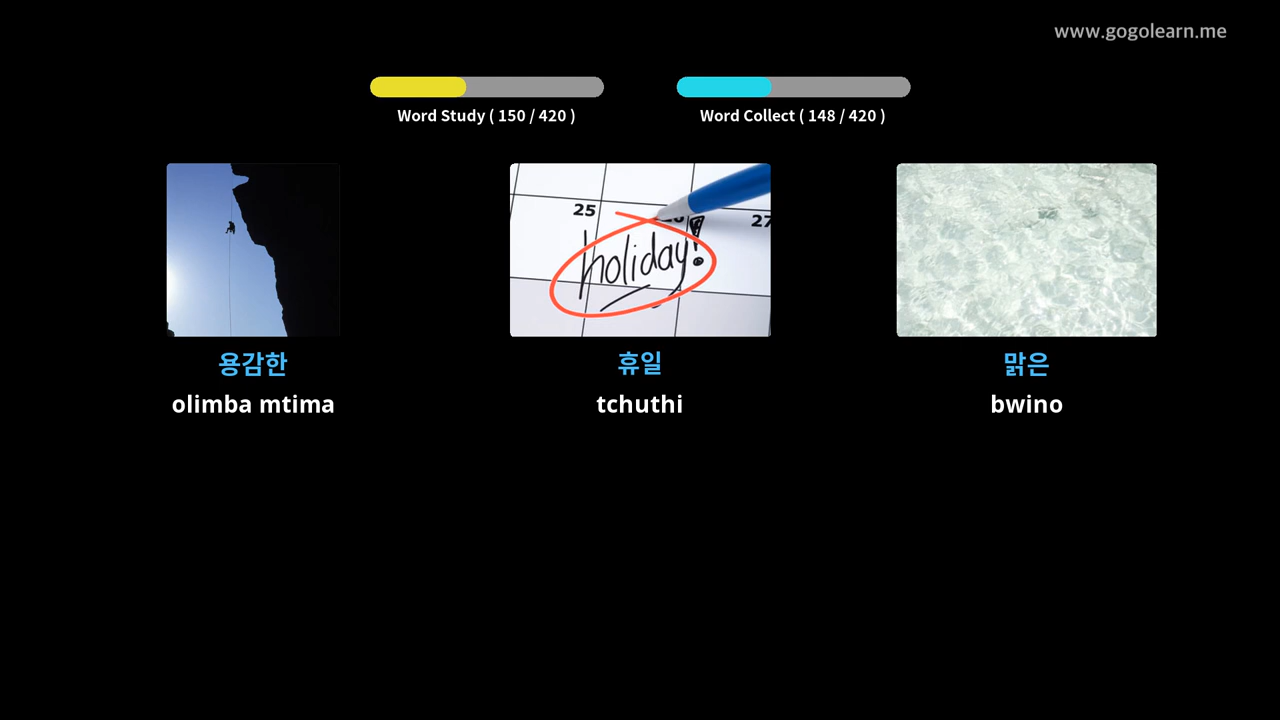 www.gogolearn.me
Word Study ( 150 / 420 )
Word Collect ( 148 / 420 )
25
27
holiday!
용감한
휴일
맑은
olimba mtima
tchuthi
bwino